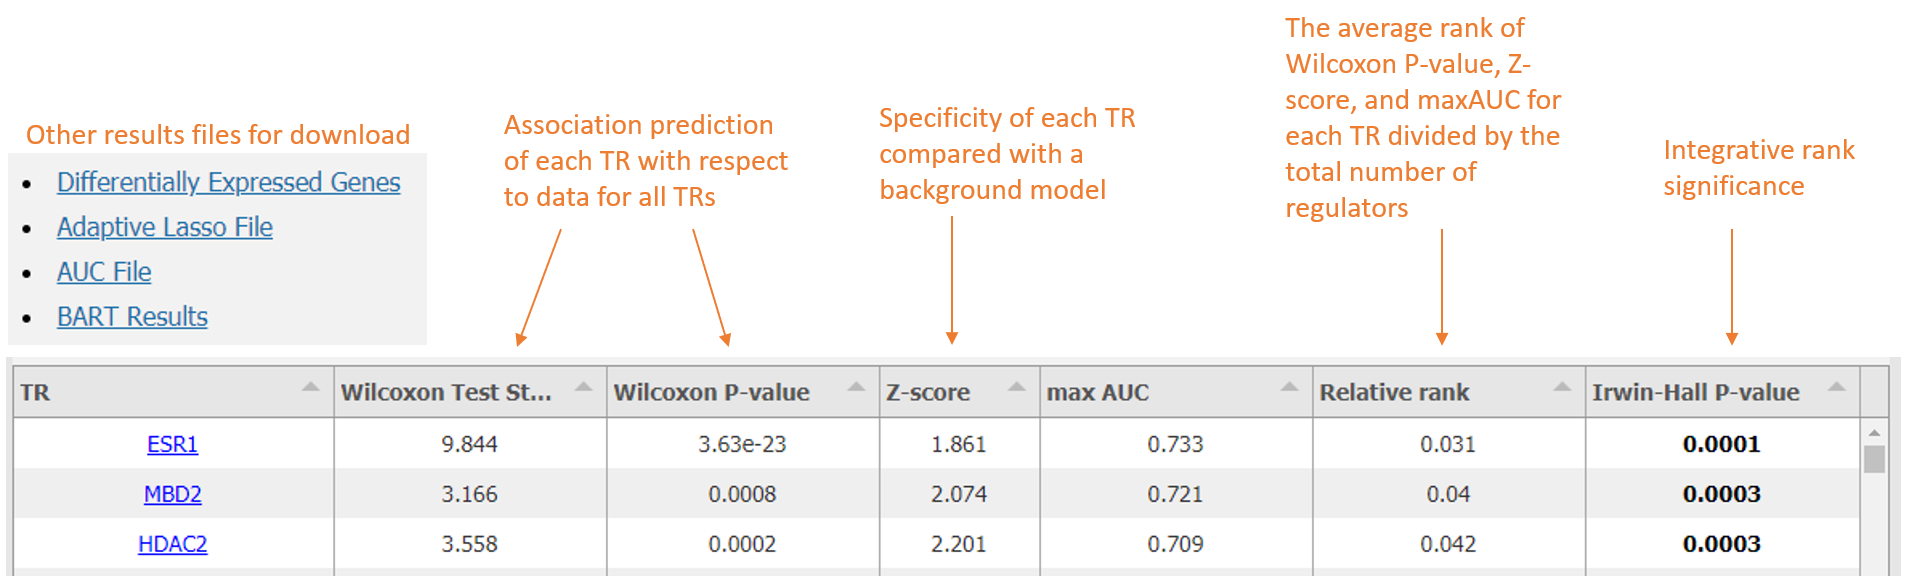 The average rank of
Wilcoxon P-value, Z-
score, and maxAUC for
each TR divided by the
total number of
regulators
Specificity of each TR
compared with a
background model
Association prediction
of each TR with respect
to data for all TRs
Integrative rank
significance
Other results files for download
• Differentially Expressed Genes
• Adaptive Lasso File
• AUC File
• BART Results
TR Wilcoxon Test St... Wilcoxon P-value Z-score max AUC Relative rank Irwin-Hall P-value
ESR1 9.844 3.63e-23 1.861 0.733 0.031 0.0001
MBD2 3.166 0.0008 2.074 0.721 0.04 0.0003
HDAC2 3.558 0.0002 2.201 0.709 0.042 0.0003